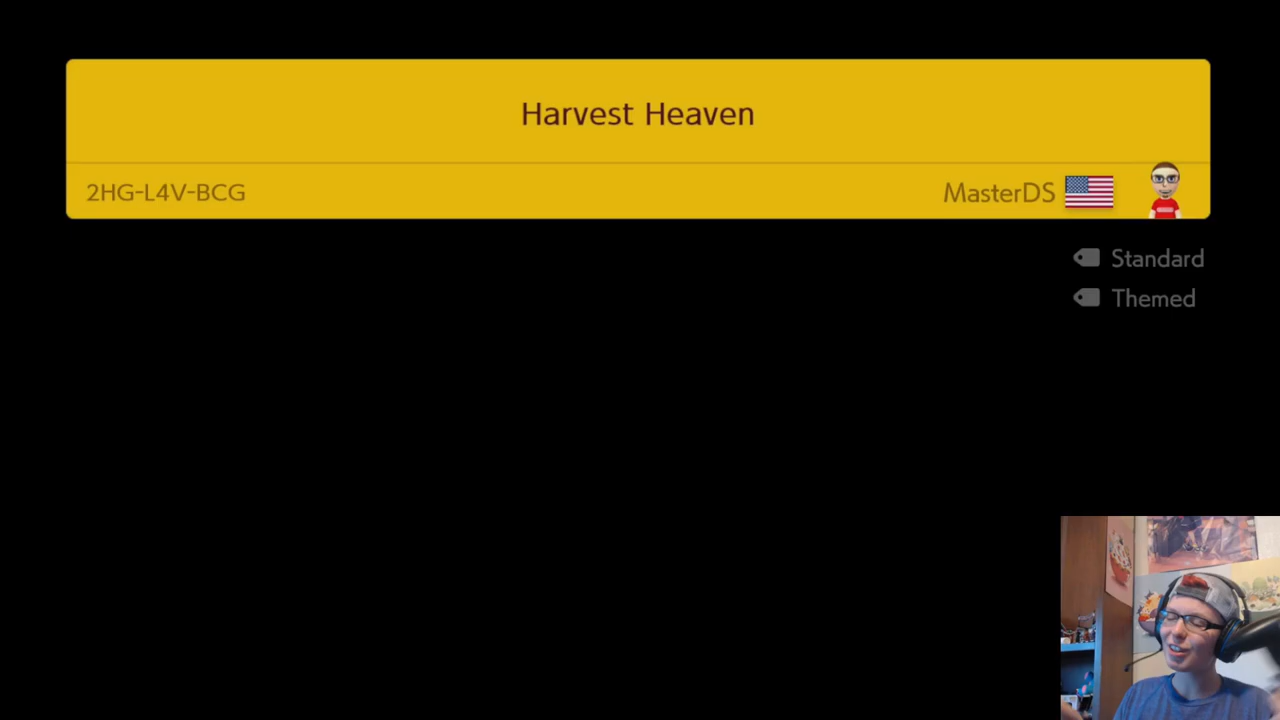 Harvest Heaven
2HG-L4V-BCG
MasterDS
Standard
Themed